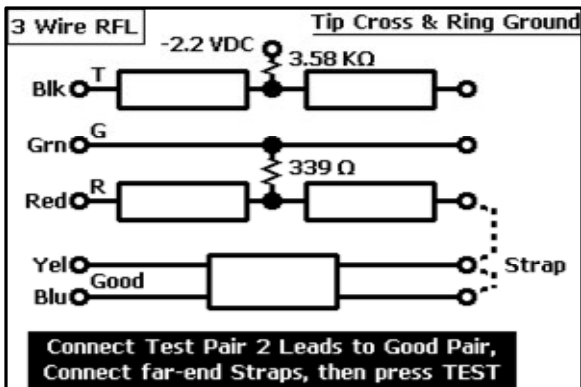 3 Wire RFL
Tip Cross & Ring Ground
-2.2 VDC
3.58 KΩ
T
Blk
G
Grn
339 Ω
R
Red
Yel
Strap
Good
Blu
Connect Test Pair 2 Leads to Good Pair,
Connect far-end Straps, then press TEST